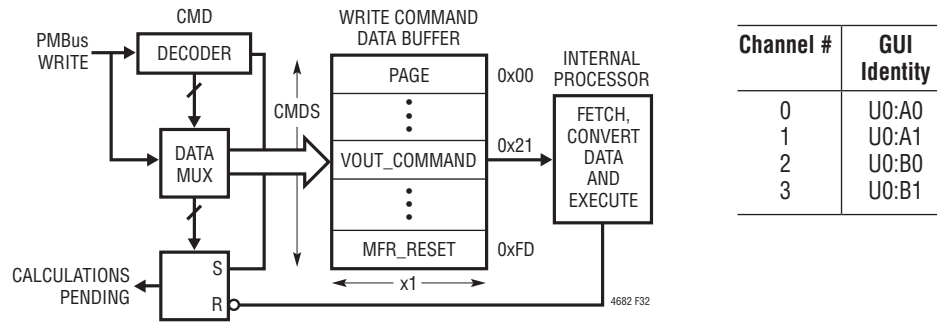 CMD
PMBus
WRITE
DECODER
CMDS
DATA
MUX
S
R
CALCULATIONS
PENDING
WRITE COMMAND
DATA BUFFER
PAGE
0x00
VOUT_COMMAND
0x21
MFR_RESET
0xFD
x1
INTERNAL
PROCESSOR
FETCH,
CONVERT
DATA
AND
EXECUTE
4682 F32
Channel # GUI
Identity
0 U0:A0
1 U0:A1
2 U0:B0
3 U0:B1